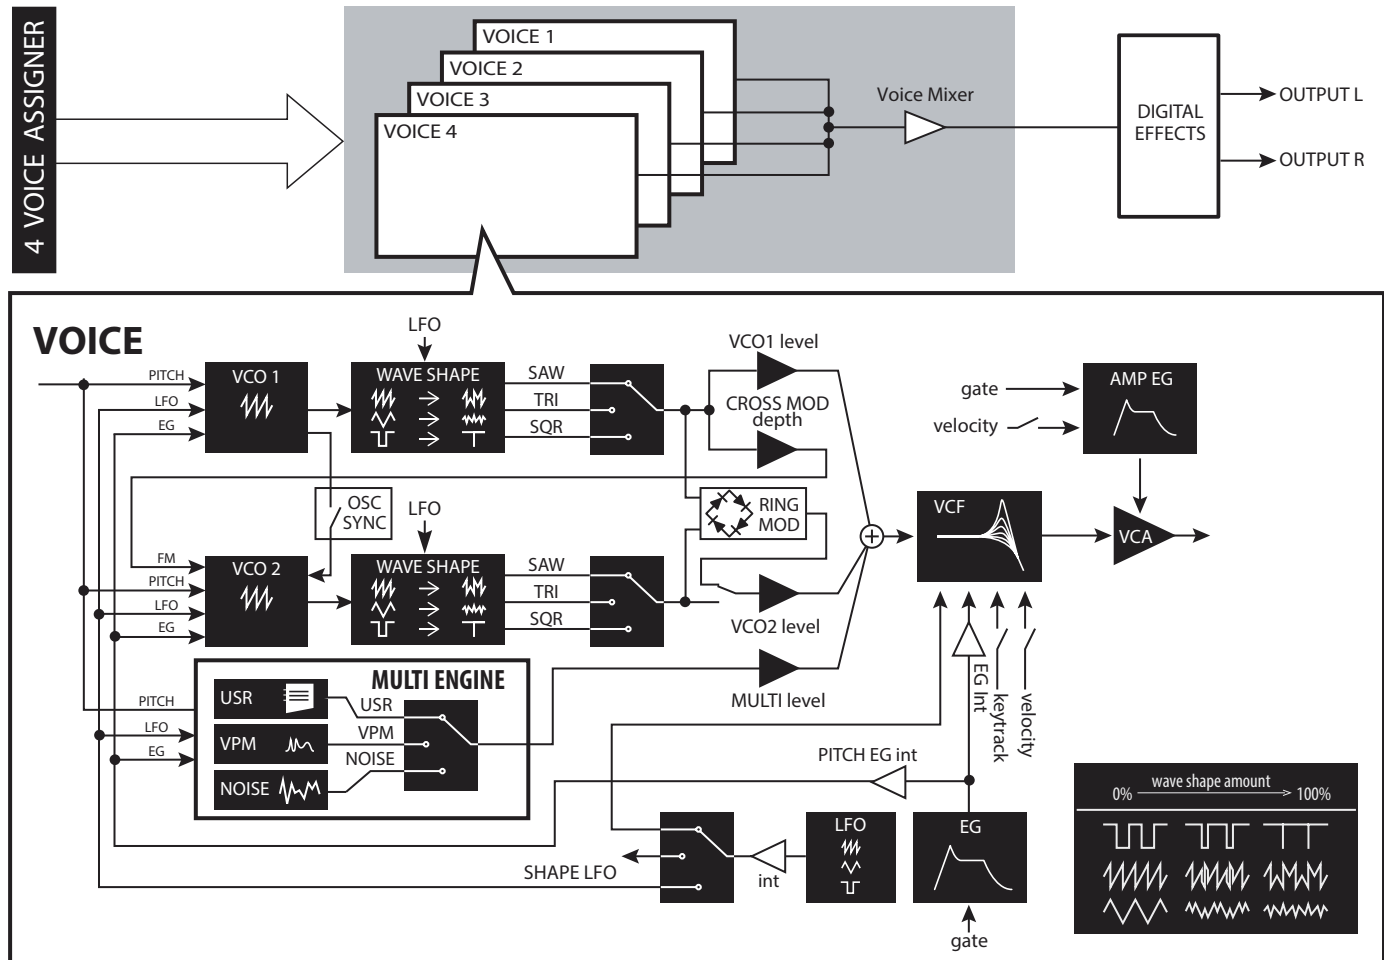 4 VOICE ASSIGNER
VOICE 1
VOICE 2
VOICE 3
VOICE 4
Voice Mixer
DIGITAL
EFFECTS
OUTPUT L
OUTPUT R
VOICE
LFO
PITCH
LFO
EG
VCO 1
WAVE SHAPE
SAW
TRI
SQR
VCO1 level
CROSS MOD
depth
gate
velocity
AMP EG
OSC
SYNC
LFO
RING
MOD
VCF
VCA
FM
PITCH
LFO
EG
VCO 2
WAVE SHAPE
SAW
TRI
SQR
VCO2 level
MULTI ENGINE
PITCH
LFO
EG
USR
VPM
NOISE
USR
VPM
NOISE
MULTI level
EG Int
keytrack
velocity
PITCH EG int
SHAPE LFO
int
LFO
EG
gate
wave shape amount
0%
100%